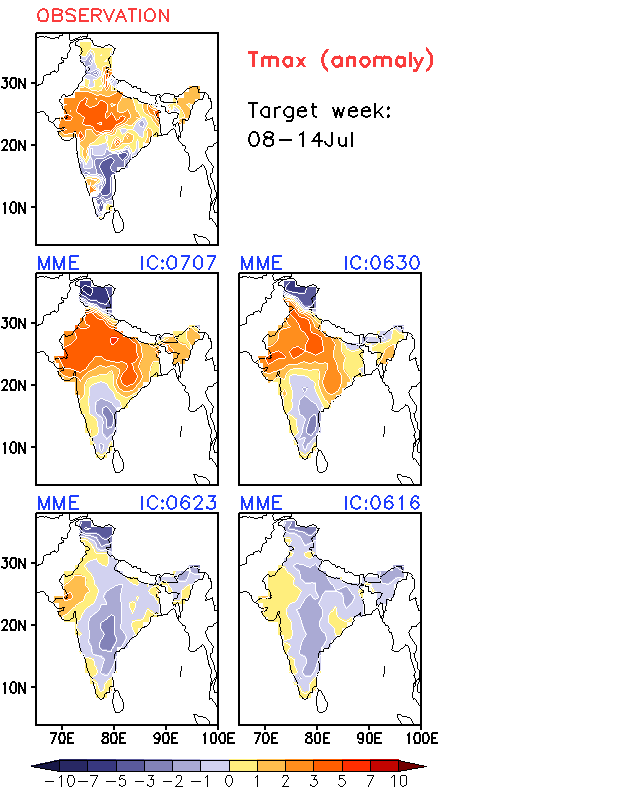 OBSERVATION
Tmax (anomaly)
Target week:
08-14Jul
30N
20N
10N
MME IC:0707 MME IC:0630
30N
20N
10N
MME IC:0623 MME IC:0616
30N
20N
10N
70E 80E 90E 100E 70E 80E 90E 100E
-10 -7 -5 -3 -2 -1 0 1 2 3 5 7 10